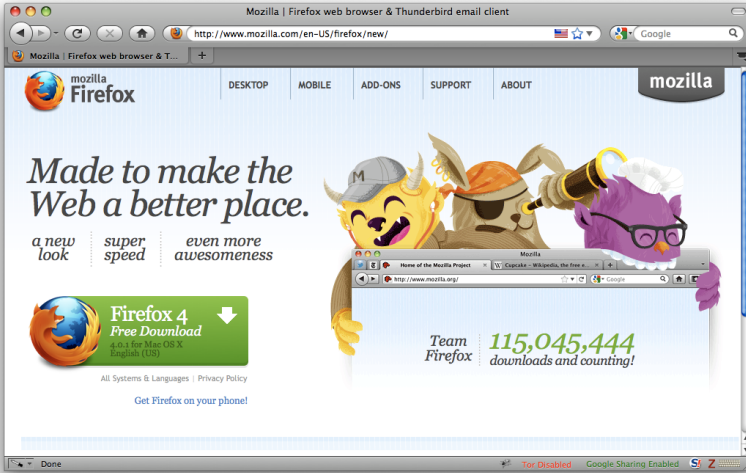 Mozilla | Firefox web browser & Thunderbird email client
http://www.mozilla.com/en-US/firefox/new/
Google
Mozilla | Firefox web browser & T...
mozilla
Firefox
DESKTOP
MOBILE
ADD-ONS
SUPPORT
ABOUT
mozilla
Made to make the
Web a better place.
a new
look
super
speed
even more
awesomeness
M
Mozilla
Home of the Mozilla Project
W Cupcake - Wikipedia, the free e...
http://www.mozilla.org/
Google
Firefox 4
Free Download
4.0.1 for Mac OS X
English (US)
All Systems & Languages | Privacy Policy
Get Firefox on your phone!
Team
Firefox
115,045,444
downloads and counting!
Done
Tor Disabled
Google Sharing Enabled